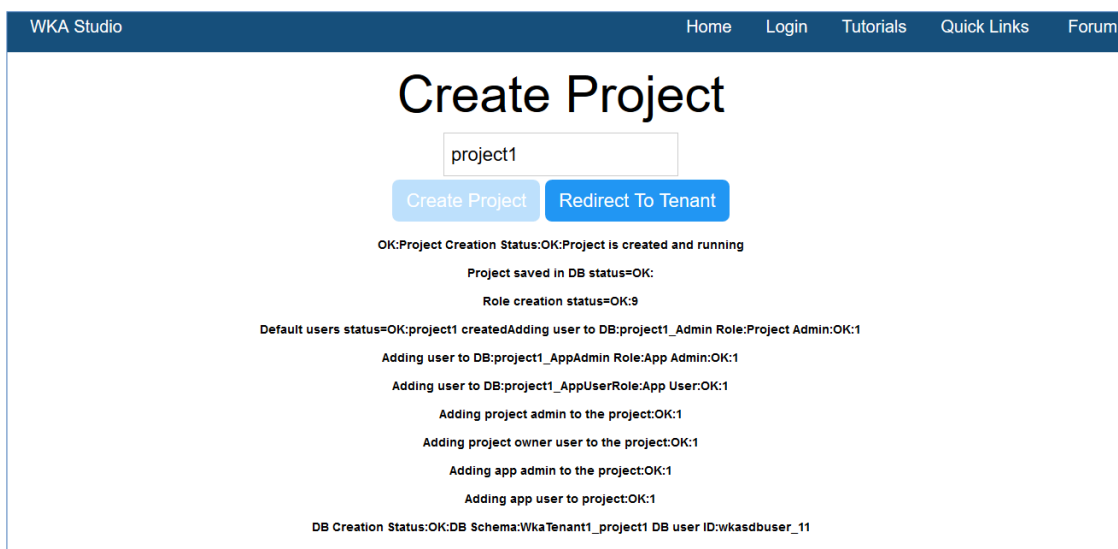 WKA Studio Home Login Tutorials Quick Links Forum
Create Project
project1
Create Project Redirect To Tenant
OK:Project Creation Status:OK:Project is created and running
Project saved in DB status=OK:
Role creation status=OK:9
Default users status=OK:project1 createdAdding user to DB:project1_Admin Role:Project Admin:OK:1
Adding user to DB:project1_AppAdmin Role:App Admin:OK:1
Adding user to DB:project1_AppUserRole:App User:OK:1
Adding project admin to the project:OK:1
Adding project owner user to the project:OK:1
Adding app admin to the project:OK:1
Adding app user to project:OK:1
DB Creation Status:OK:DB Schema:WkaTenant1_project1 DB user ID:wkasdbuser_11